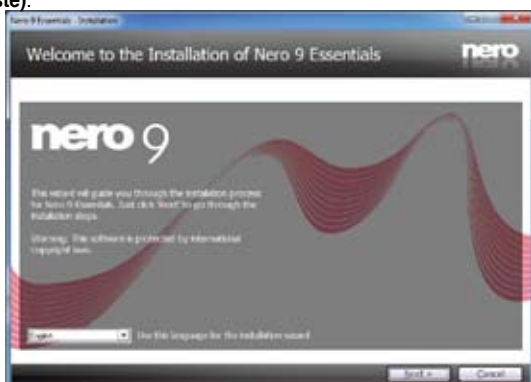 Nero 9 Essentials - Installation
Welcome to the Installation of Nero 9 Essentials
nero
nero 9
This wizard will guide you through the installation process
for Nero 9 Essentials. Just click 'Next' to go through the
installation steps.
Warning: This software is protected by international
copyright laws.
English
Use this language for the installation wizard
Next >
Cancel